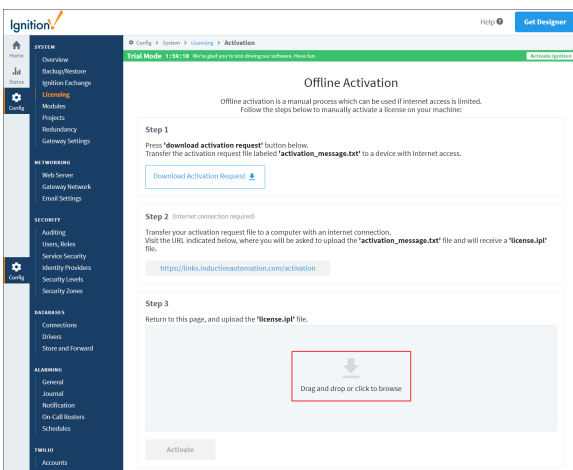 Ignition
Help
Get Designer
Home
Status
Config
Config
SYSTEM
Overview
Backup/Restore
Ignition Exchange
Licensing
Modules
Projects
Redundancy
Gateway Settings
NETWORKING
Web Server
Gateway Network
Email Settings
SECURITY
Auditing
Users, Roles
Service Security
Identity Providers
Security Levels
Security Zones
DATABASES
Connections
Drivers
Store and Forward
ALARMING
General
Journal
Notification
On-Call Rosters
Schedules
TWILIO
Accounts
Config > System > Licensing > Activation
Trial Mode 1:59:10 We're glad you're test driving our software. Have fun.
Activate Ignition
Offline Activation
Offline activation is a manual process which can be used if internet access is limited.
Follow the steps below to manually activate a license on your machine:
Step 1
Press 'download activation request' button below.
Transfer the activation request file labeled 'activation_message.txt' to a device with Internet access.
Download Activation Request
Step 2 (Internet connection required)
Transfer your activation request file to a computer with an internet connection.
Visit the URL indicated below, where you will be asked to upload the 'activation_message.txt' file and will receive a 'license.ipl'
file.
https://links.inductiveautomation.com/activation
Step 3
Return to this page, and upload the 'license.ipl' file.
Drag and drop or click to browse
Activate